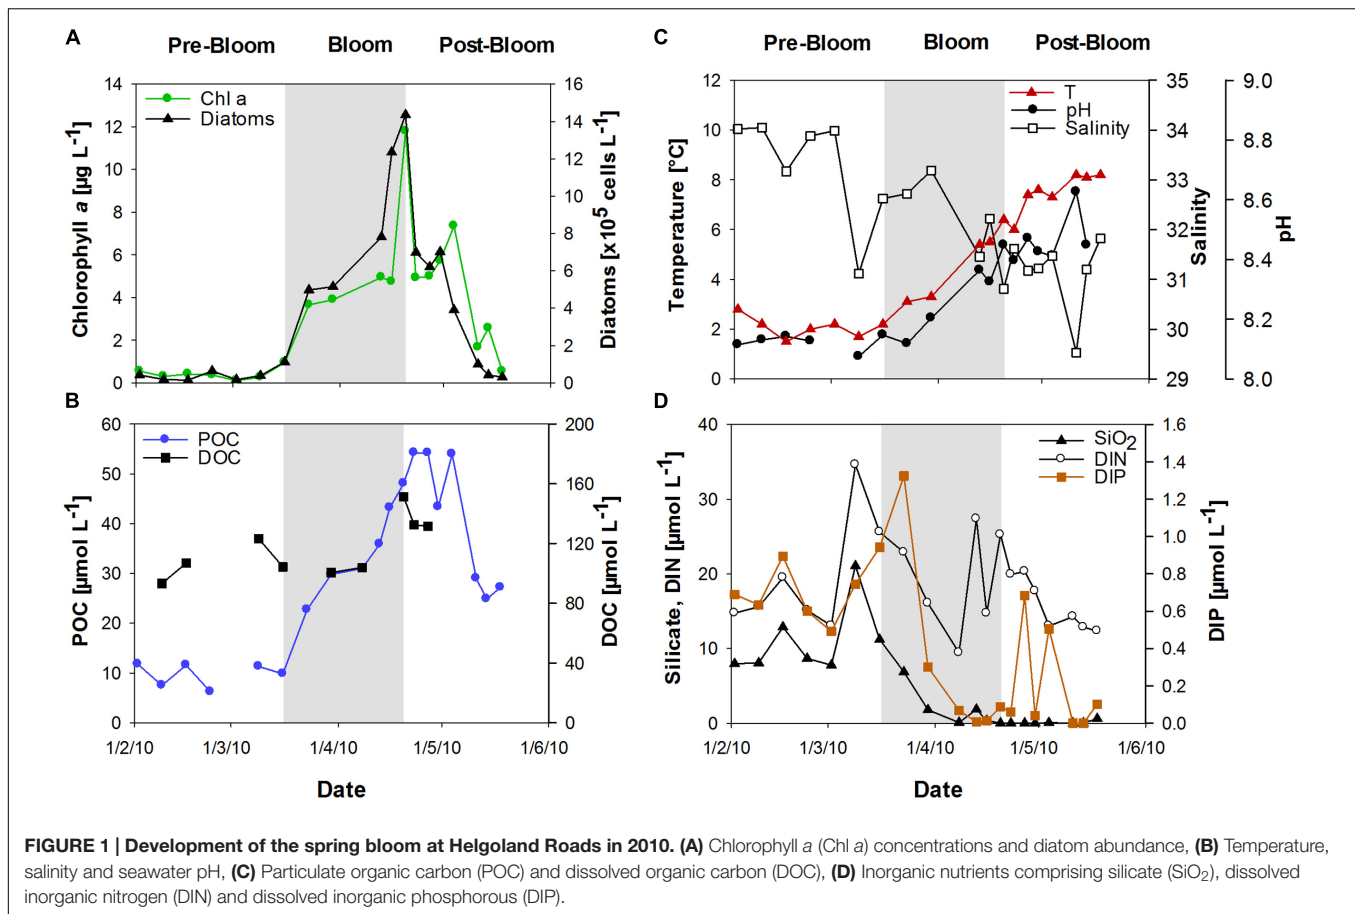 A
Pre-Bloom Bloom Post-Bloom
14 12 10 8 6 4 2 0
Chlorophyll a [µg L-1]
Chl a
Diatoms
16 14 12 10 8 6 4 2 0
Diatoms [x10^5 cells L-1]
C
Pre-Bloom Bloom Post-Bloom
12 10 8 6 4 2 0
Temperature [°C]
T
pH
Salinity
35 34 33 32 31 30 29
Salinity
9.0 8.8 8.6 8.4 8.2 8.0
pH
B
60 50 40 30 20 10 0
POC [µmol L-1]
POC
DOC
200 160 120 80 40 0
DOC [µmol L-1]
1/2/10 1/3/10 1/4/10 1/5/10 1/6/10
Date
D
40 30 20 10 0
Silicate, DIN [µmol L-1]
SiO2
DIN
DIP
1.6 1.4 1.2 1.0 0.8 0.6 0.4 0.2 0.0
DIP [µmol L-1]
1/2/10 1/3/10 1/4/10 1/5/10 1/6/10
Date
FIGURE 1 | Development of the spring bloom at Helgoland Roads in 2010. (A) Chlorophyll a (Chl a) concentrations and diatom abundance, (B) Temperature,
salinity and seawater pH, (C) Particulate organic carbon (POC) and dissolved organic carbon (DOC), (D) Inorganic nutrients comprising silicate (SiO2), dissolved
inorganic nitrogen (DIN) and dissolved inorganic phosphorous (DIP).